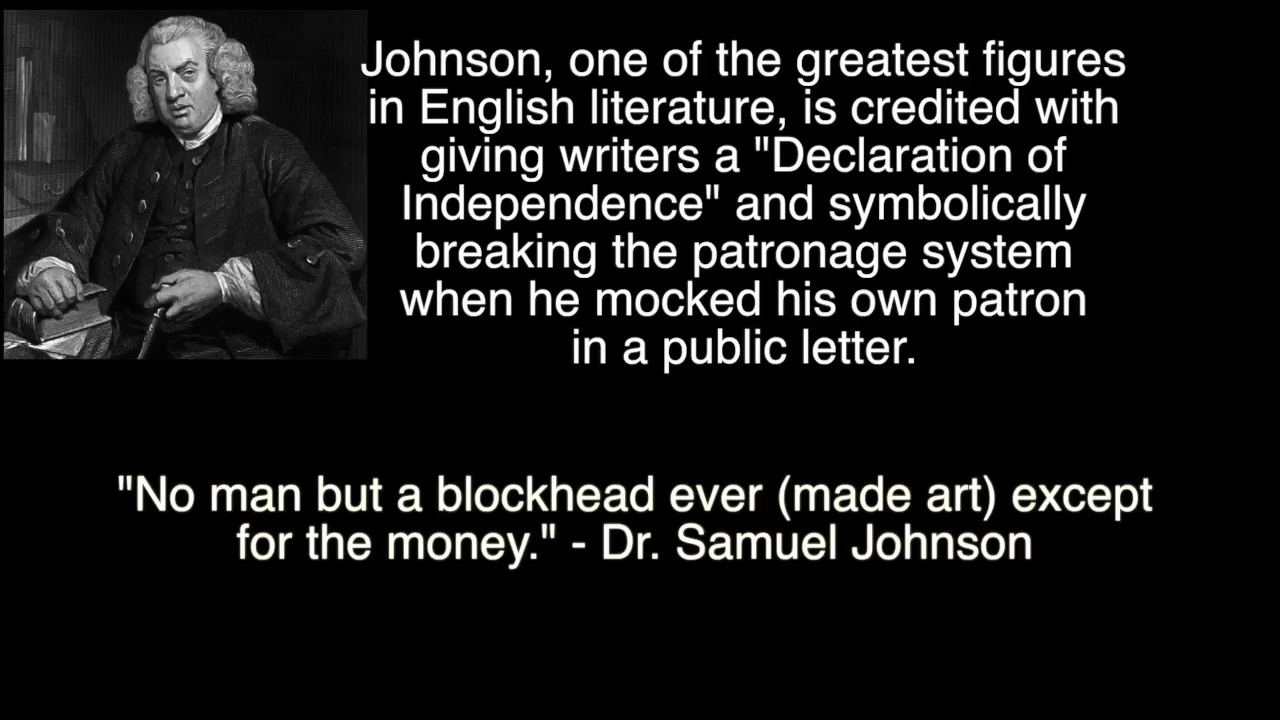 Johnson, one of the greatest figures
in English literature, is credited with
giving writers a "Declaration of
Independence" and symbolically
breaking the patronage system
when he mocked his own patron
in a public letter.
"No man but a blockhead ever (made art) except
for the money." - Dr. Samuel Johnson